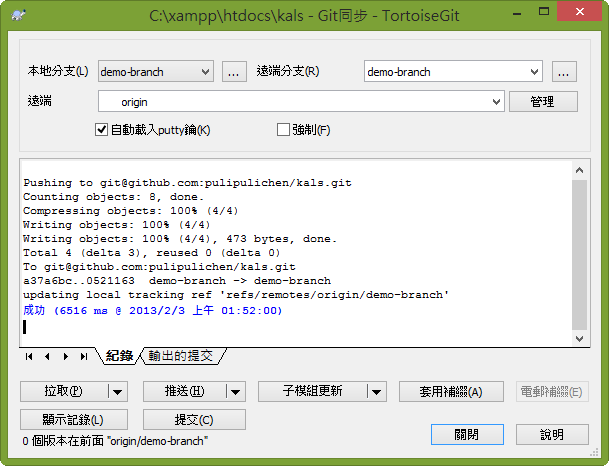 C:\xampp\htdocs\kals - Git同步 - TortoiseGit
本地分支(L) demo-branch ... 遠端分支(R) demo-branch ...
遠端 origin 管理
自動載入putty鑰(K) 強制(F)
Pushing to git@github.com:pulipulichen/kals.git
Counting objects: 8, done.
Compressing objects: 100% (4/4)
Writing objects: 100% (4/4)
Writing objects: 100% (4/4), 473 bytes, done.
Total 4 (delta 3), reused 0 (delta 0)
To git@github.com:pulipulichen/kals.git
a37a6bc..0521163 demo-branch -> demo-branch
updating local tracking ref 'refs/remotes/origin/demo-branch'
成功 (6516 ms @ 2013/2/3 上午 01:52:00)
紀錄 輸出的提交
拉取(P) 推送(H) 子模組更新 套用補綴(A) 電郵補綴(E)
顯示記錄(L) 提交(C)
0 個版本在前面 "origin/demo-branch" 關閉 說明